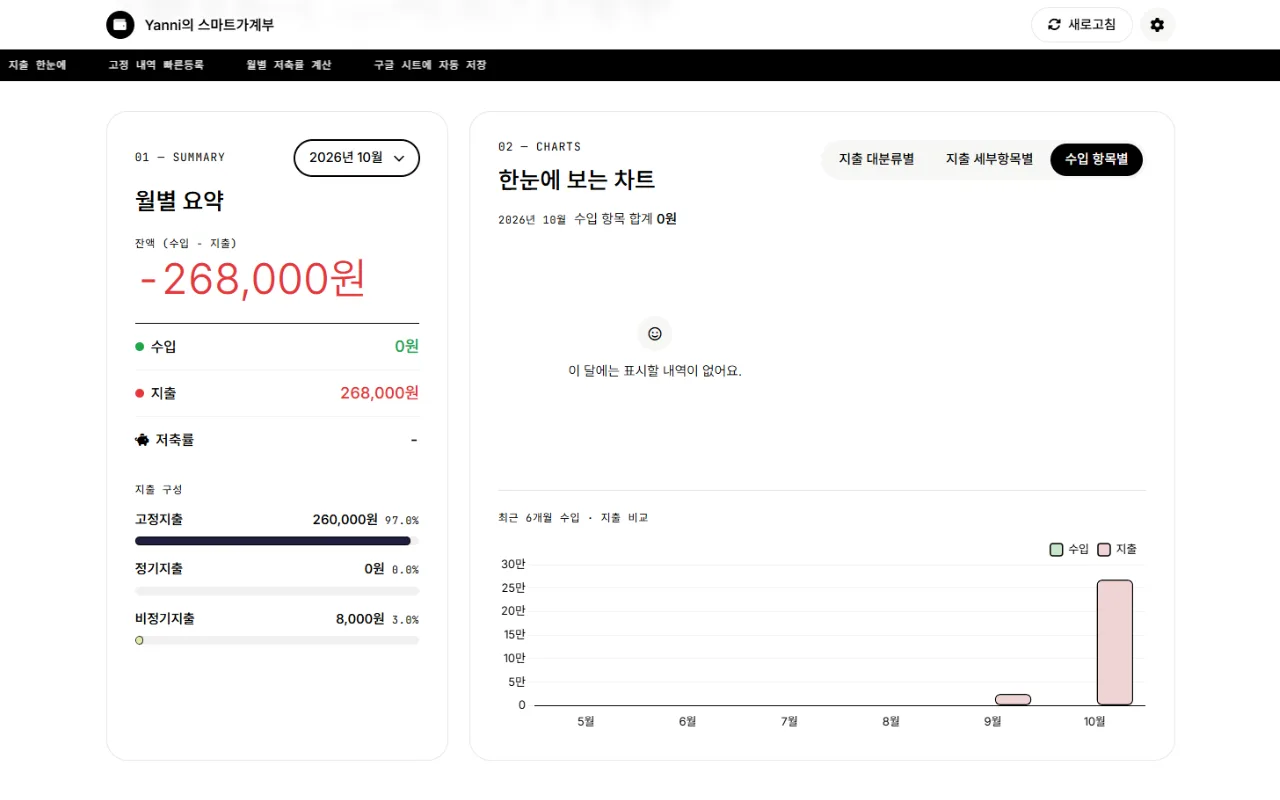 Yanni의 스마트가계부
새로고침
지출 한눈에 고정 내역 빠른등록 월별 저축률 계산 구글 시트에 자동 저장
01 — SUMMARY
2026년 10월
월별 요약
잔액 (수입 - 지출)
-268,000원
수입 0원
지출 268,000원
저축률 -
지출 구성
고정지출 260,000원 97.0%
정기지출 0원 0.0%
비정기지출 8,000원 3.0%
02 — CHARTS
지출 대분류별 지출 세부항목별 수입 항목별
한눈에 보는 차트
2026년 10월 수입 항목 합계 0원
이 달에는 표시할 내역이 없어요.
최근 6개월 수입 · 지출 비교
수입 지출
30만
25만
20만
15만
10만
5만
0
5월 6월 7월 8월 9월 10월